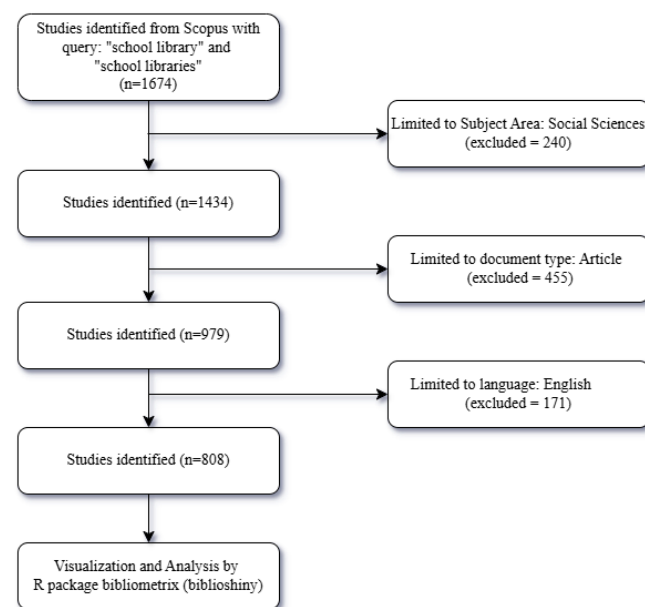 Studies identified from Scopus with
query: "school library" and
"school libraries"
(n=1674)
Limited to Subject Area: Social Sciences
(excluded = 240)
Studies identified (n=1434)
Limited to document type: Article
(excluded = 455)
Studies identified (n=979)
Limited to language: English
(excluded = 171)
Studies identified (n=808)
Visualization and Analysis by
R package bibliometrix (biblioshiny)